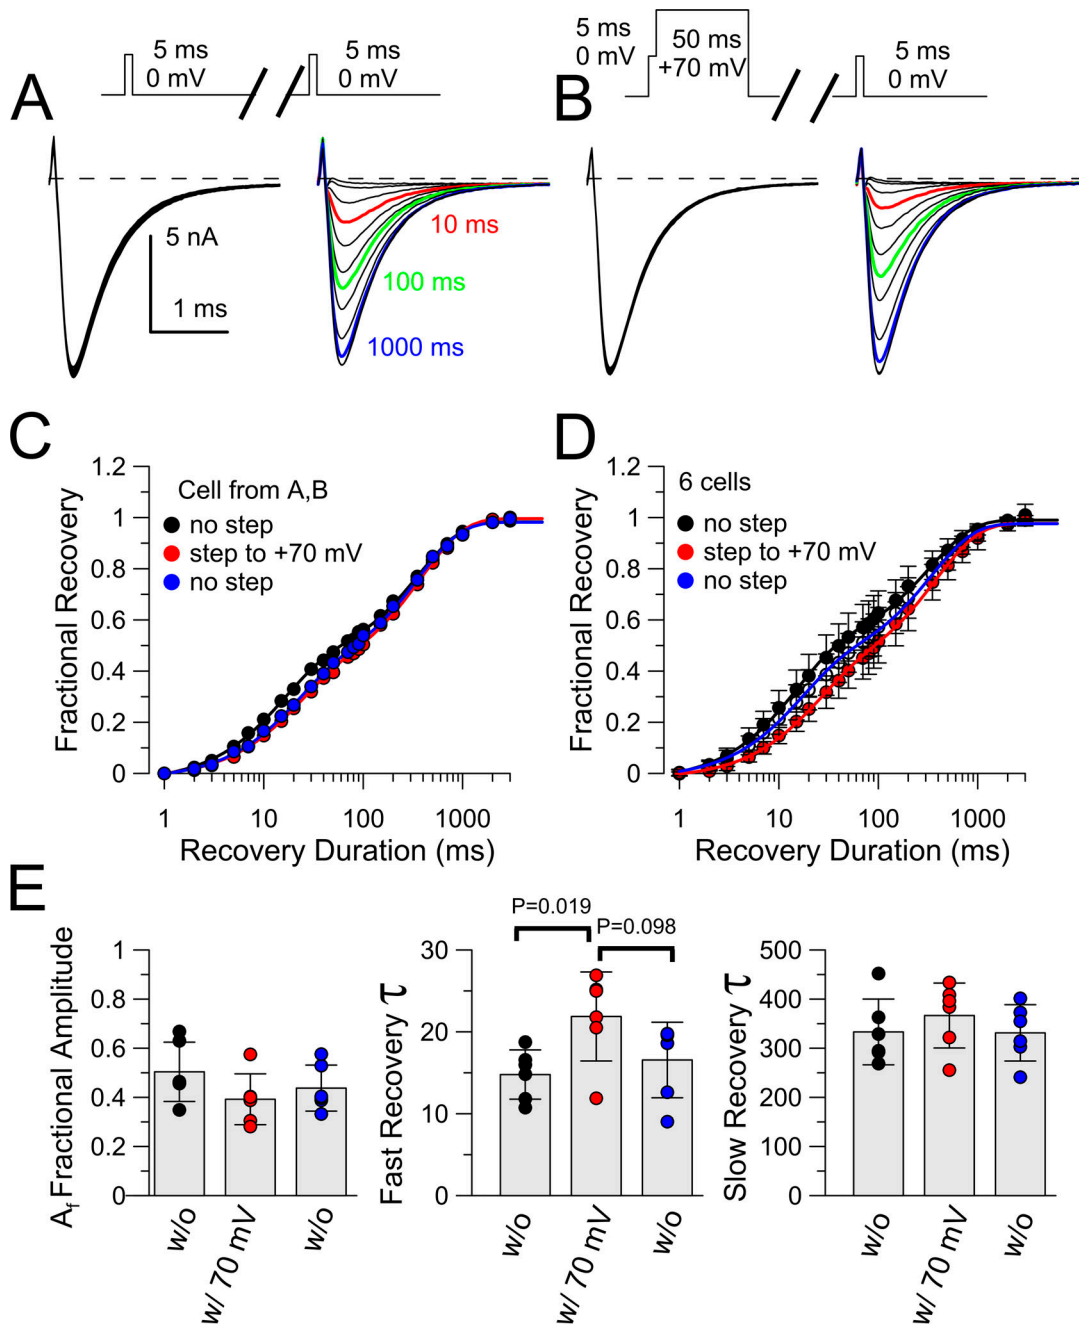 A
5 ms
0 mV
5 ms
0 mV
5 nA
1 ms
10 ms
100 ms
1000 ms
B
5 ms
0 mV
50 ms
+70 mV
5 ms
0 mV
C
Fractional Recovery
1.2
1
0.8
0.6
0.4
0.2
0
Cell from A,B
no step
step to +70 mV
no step
1 10 100 1000
Recovery Duration (ms)
D
Fractional Recovery
1.2
1
0.8
0.6
0.4
0.2
0
6 cells
no step
step to +70 mV
no step
1 10 100 1000
Recovery Duration (ms)
E
Af Fractional Amplitude
1
0.8
0.6
0.4
0.2
0
w/o
w/ 70 mV
w/o
P=0.019
P=0.098
Fast Recovery τ
30
20
10
0
w/o
w/ 70 mV
w/o
Slow Recovery τ
500
400
300
200
100
0
w/o
w/ 70 mV
w/o